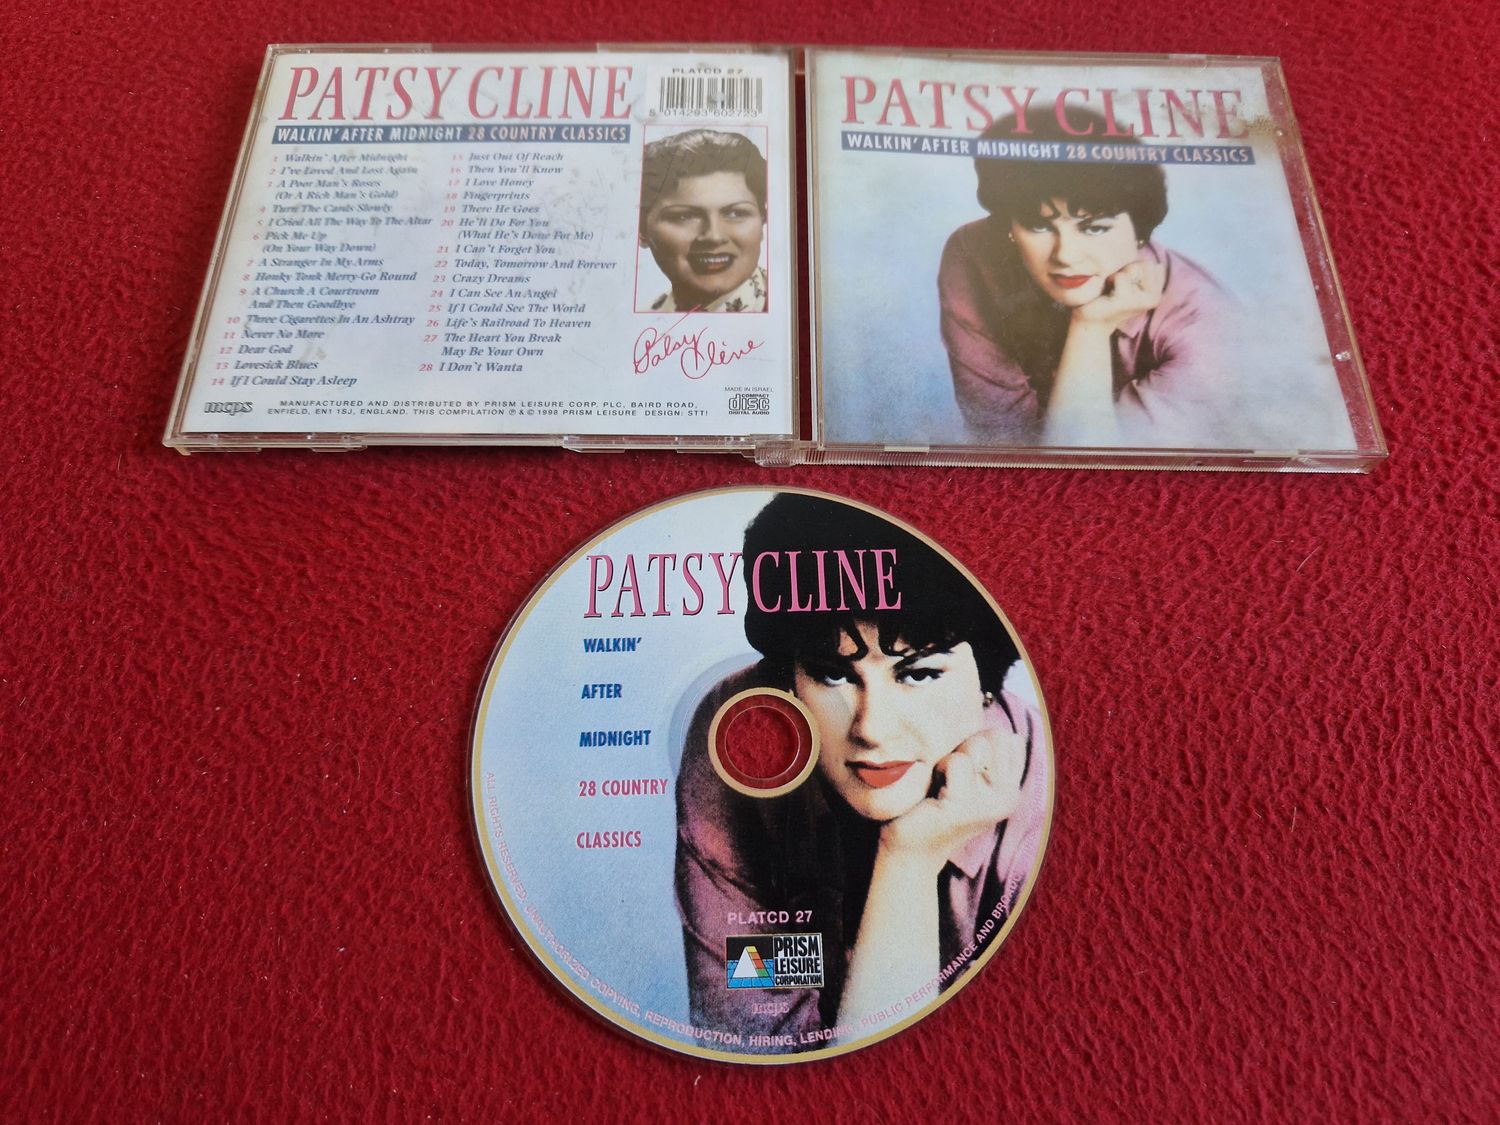 PATSY CLINE
WALKIN' AFTER MIDNIGHT 28 COUNTRY CLASSICS
PLATCD 27
5 014293 602723
1 Walkin' After Midnight
2 I've Loved And Lost Again
3 A Poor Man's Roses
(Or A Rich Man's Gold)
4 Turn The Cards Slowly
5 I Cried All The Way To The Altar
6 Pick Me Up
(On Your Way Down)
7 A Stranger In My Arms
8 Honky Tonk Merry-Go Round
9 A Church A Courtroom
And Then Goodbye
10 Three Cigarettes In An Ashtray
11 Never No More
12 Dear God
13 Lovesick Blues
14 If I Could Stay Asleep
15 Just Out Of Reach
16 Then You'll Know
17 I Love Honey
18 Fingerprints
19 There He Goes
20 He'll Do For You
(What He's Done For Me)
21 I Can't Forget You
22 Today, Tomorrow And Forever
23 Crazy Dreams
24 I Can See An Angel
25 If I Could See The World
26 Life's Railroad To Heaven
27 The Heart You Break
May Be Your Own
28 I Don't Wanta
Patsy Cline
MADE IN ISRAEL
COMPACT
disc
DIGITAL AUDIO
mcps
MANUFACTURED AND DISTRIBUTED BY PRISM LEISURE CORP. PLC, BAIRD ROAD,
ENFIELD, EN1 1SJ, ENGLAND. THIS COMPILATION ℗ & © 1998 PRISM LEISURE DESIGN: STT!
PATSY CLINE
WALKIN' AFTER MIDNIGHT 28 COUNTRY CLASSICS
PATSY CLINE
WALKIN'
AFTER
MIDNIGHT
28 COUNTRY
CLASSICS
PLATCD 27
PRISM
LEISURE
CORPORATION
mcps
ALL RIGHTS RESERVED. UNAUTHORIZED COPYING, REPRODUCTION, HIRING, LENDING, PUBLIC PERFORMANCE AND BROADCASTING PROHIBITED.